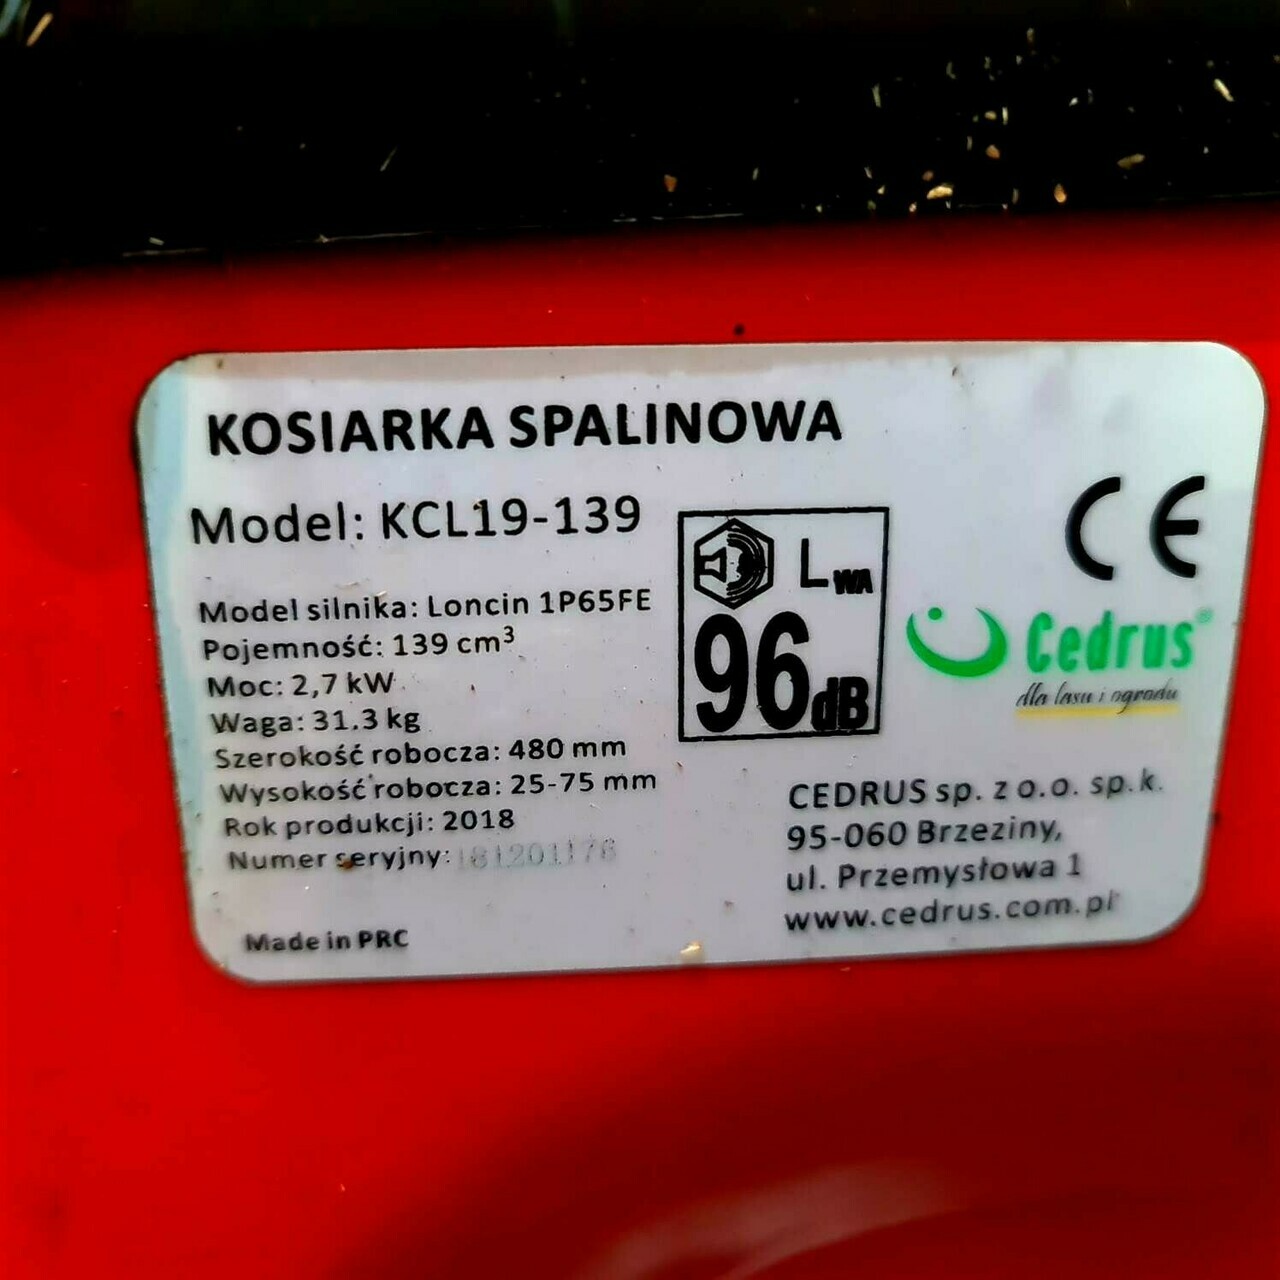 KOSIARKA SPALINOWA
Model: KCL19-139
Model silnika: Loncin 1P65FE
Pojemność: 139 cm³
Moc: 2,7 kW
Waga: 31.3 kg
Szerokość robocza: 480 mm
Wysokość robocza: 25-75 mm
Rok produkcji: 2018
Numer seryjny: 181201176
Made in PRC
LWA
96dB
CE
Cedrus®
dla lasu i ogrodu
CEDRUS sp. z o.o. sp.k.
95-060 Brzeziny,
ul. Przemysłowa 1
www.cedrus.com.pl